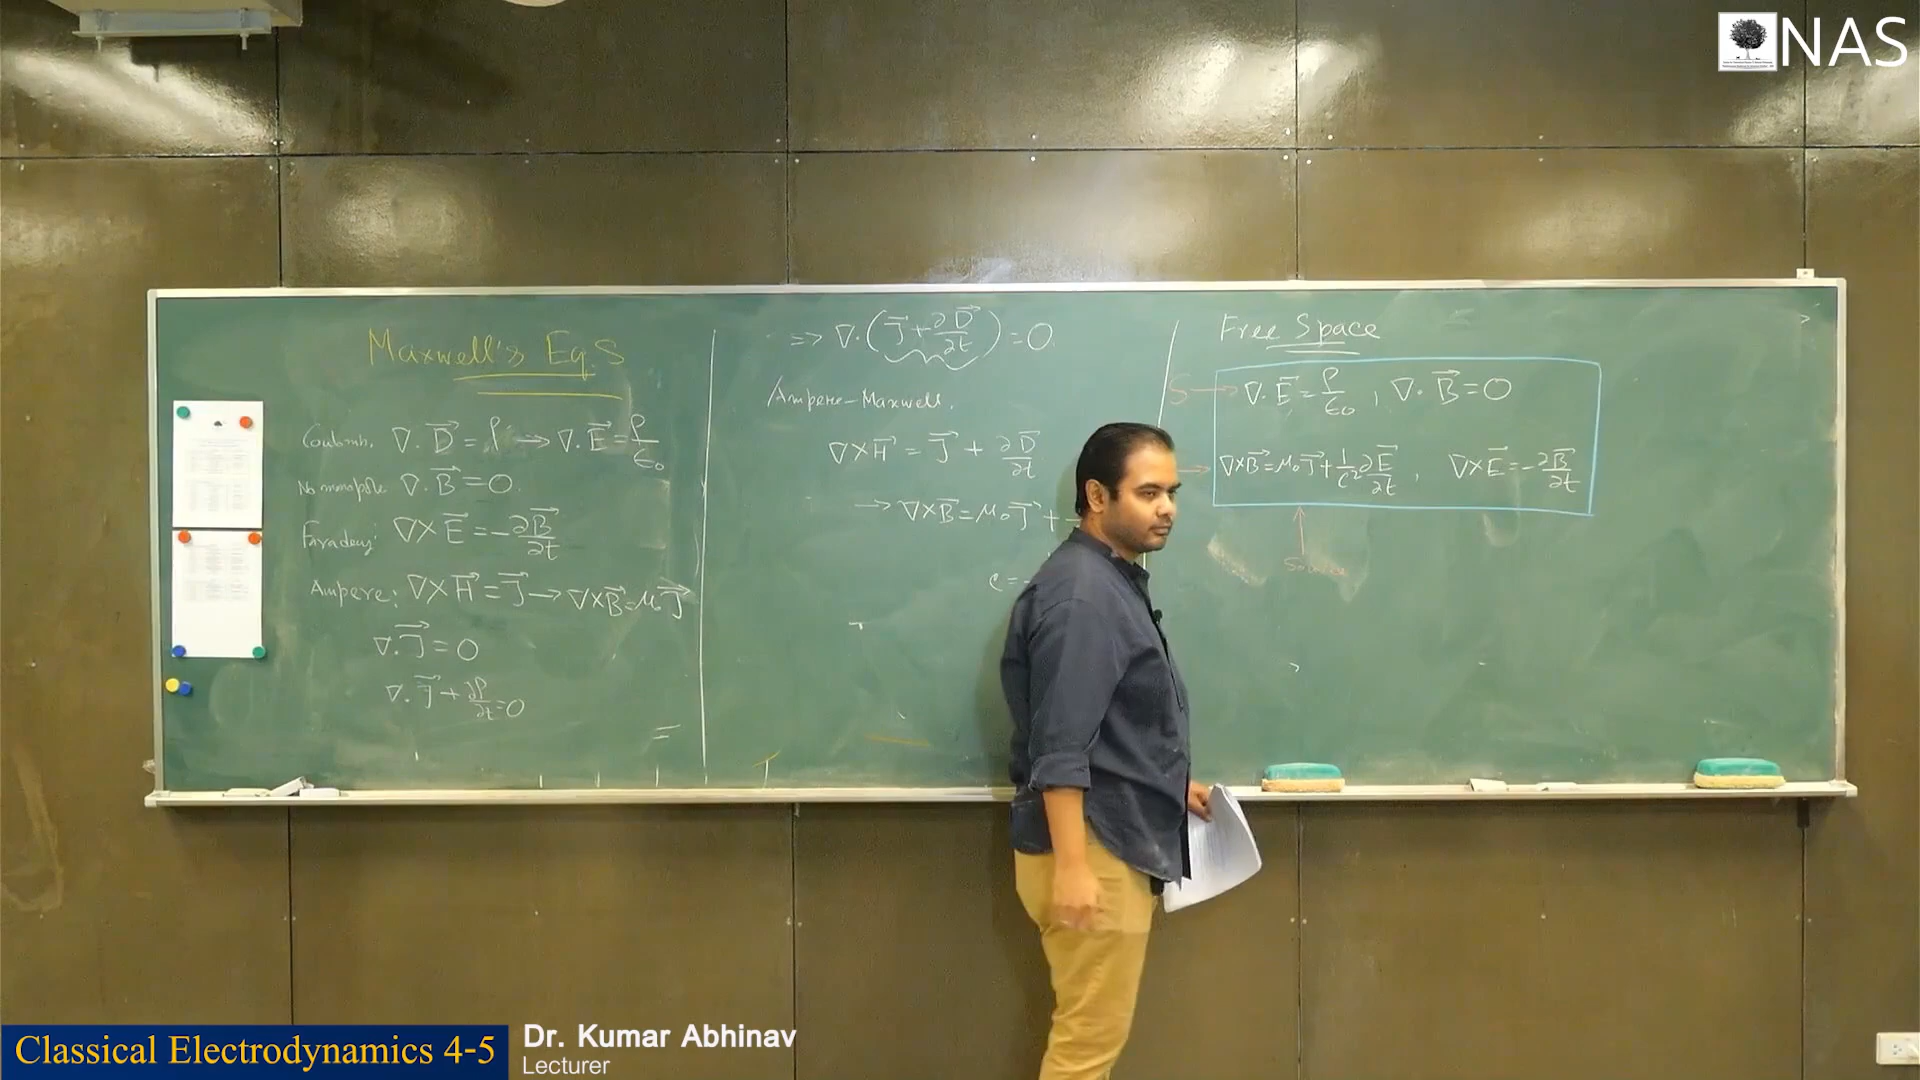 NAS
Maxwell's Eq.S
Coulomb. ∇·D⃗ = ρ → ∇·E⃗ = ρ/ϵ₀
No monopole ∇·B⃗ = 0.
Faraday: ∇×E⃗ = -∂B⃗/∂t
Ampere: ∇×H⃗ = J⃗ → ∇×B⃗ = μ₀J⃗
∇·J⃗ = 0
∇·J⃗ + ∂ρ/∂t = 0
=> ∇·(J⃗ + ∂D⃗/∂t) = 0
Ampere-Maxwell.
∇×H⃗ = J⃗ + ∂D⃗/∂t
→ ∇×B⃗ = μ₀J⃗ +
c =
Free Space
S → ∇·E⃗ = ρ/ϵ₀ , ∇·B⃗ = 0
→ ∇×B⃗ = μ₀J⃗ + 1/c² ∂E⃗/∂t , ∇×E⃗ = -∂B⃗/∂t
Source
Classical Electrodynamics 4-5
Dr. Kumar Abhinav
Lecturer